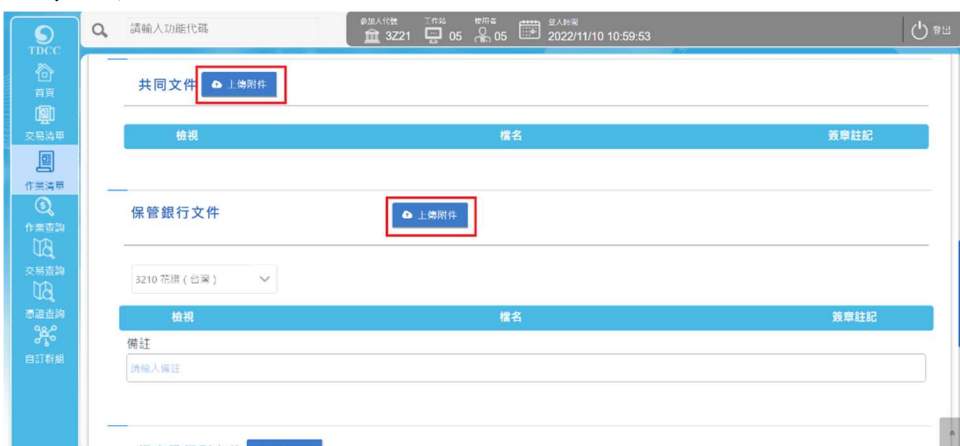 請輸入功能代碼
參加人代號
3Z21
工作站
05
使用者
05
登入時間
2022/11/10 10:59:53
登出
TDCC
首頁
交易清單
作業清單
作業查詢
交易查詢
憑證查詢
自訂群組
共同文件
上傳附件
檢視 檔名 簽章註記
保管銀行文件
上傳附件
3210 花旗(台灣)
檢視 檔名 簽章註記
備註
請輸入備註